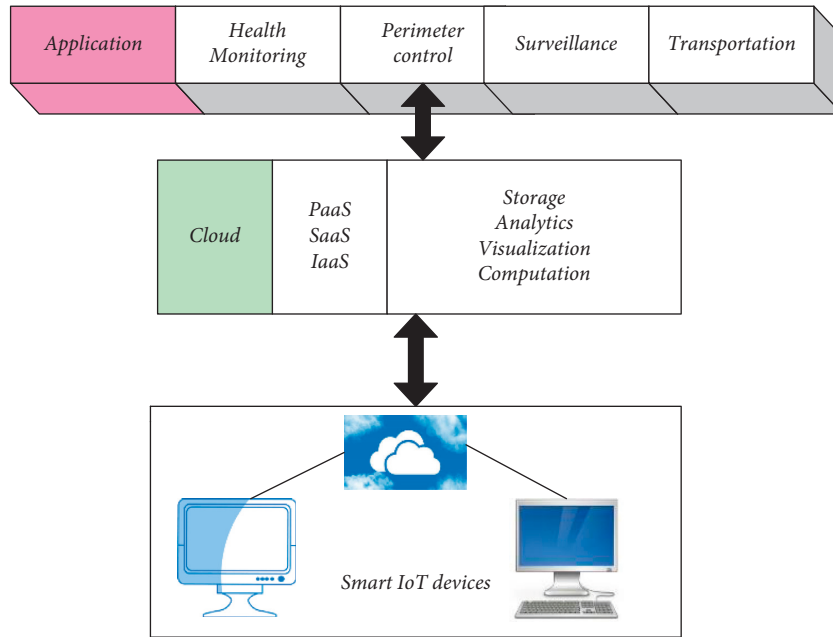 Application
Health
Monitoring
Perimeter
control
Surveillance
Transportation
Cloud
PaaS
SaaS
IaaS
Storage
Analytics
Visualization
Computation
Smart IoT devices